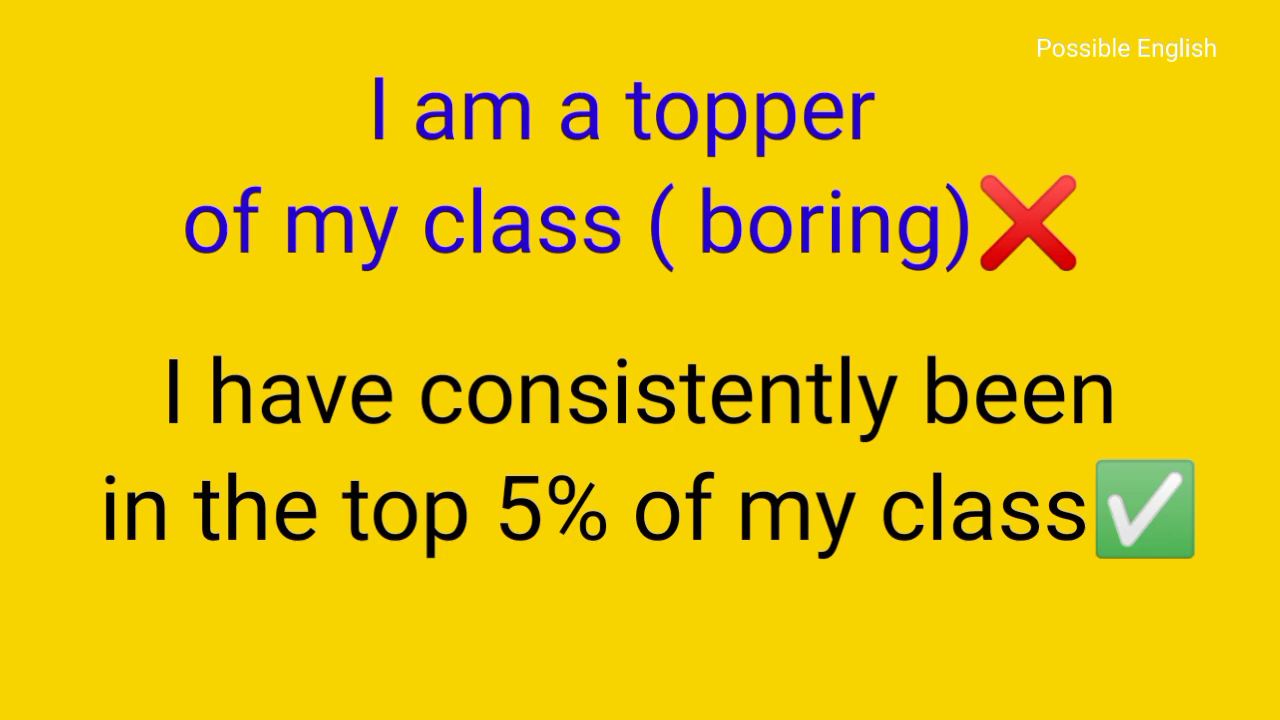 Possible English
I am a topper
of my class ( boring)❌
I have consistently been
in the top 5% of my class✅